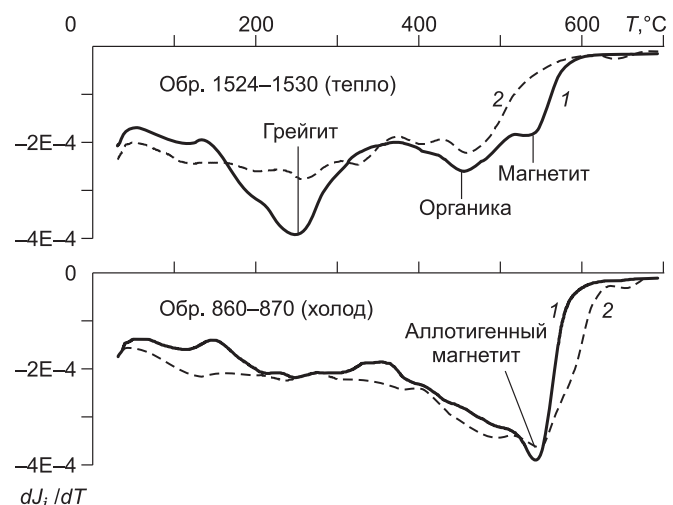 0 200 400 600 T,°C
Обр. 1524–1530 (тепло)
2 1
Грейгит
–2E–4
Магнетит
Органика
–4E–4
0
Обр. 860–870 (холод)
1 2
Аллотигенный
магнетит
–2E–4
–4E–4
dJi /dT